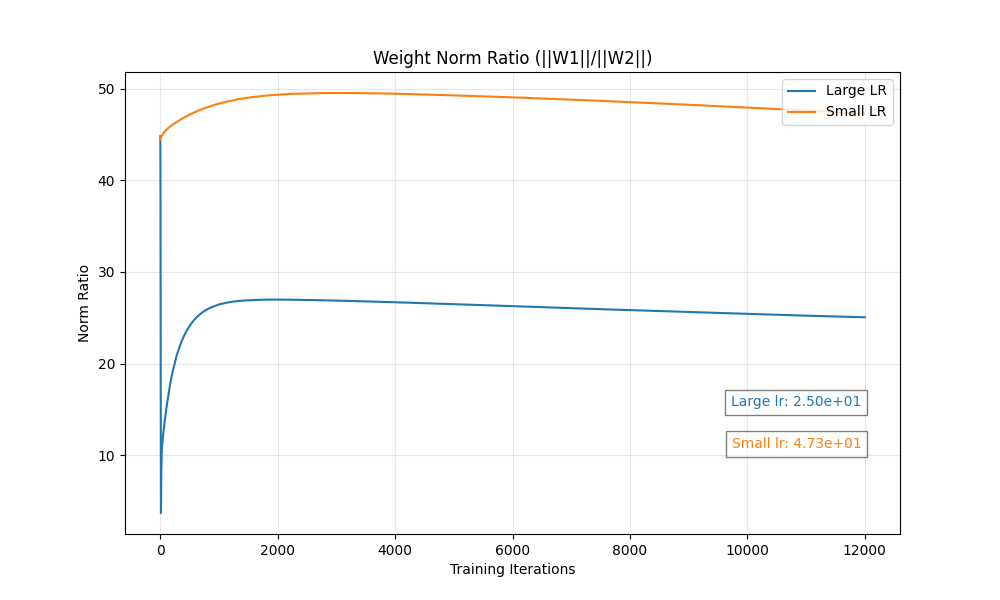 Weight Norm Ratio (||W1||/||W2||)
Large LR
Small LR
50
40
30
20
10
Norm Ratio
Large lr: 2.50e+01
Small lr: 4.73e+01
0
2000
4000
6000
8000
10000
12000
Training Iterations